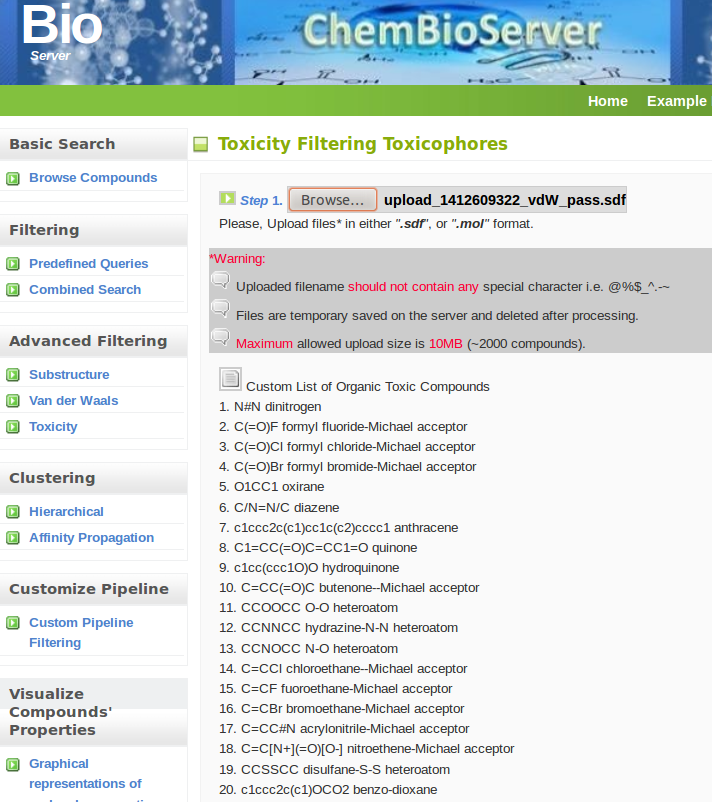 Bio
Server
ChemBioServer
Home Example
Basic Search
Browse Compounds
Filtering
Predefined Queries
Combined Search
Advanced Filtering
Substructure
Van der Waals
Toxicity
Clustering
Hierarchical
Affinity Propagation
Customize Pipeline
Custom Pipeline
Filtering
Visualize
Compounds'
Properties
Graphical
representations of
Toxicity Filtering Toxicophores
Step 1. Browse... upload_1412609322_vdW_pass.sdf
Please, Upload files* in either ".sdf", or ".mol" format.
*Warning:
Uploaded filename should not contain any special character i.e. @%$_^.-~
Files are temporary saved on the server and deleted after processing.
Maximum allowed upload size is 10MB (~2000 compounds).
Custom List of Organic Toxic Compounds
1. N#N dinitrogen
2. C(=O)F formyl fluoride-Michael acceptor
3. C(=O)Cl formyl chloride-Michael acceptor
4. C(=O)Br formyl bromide-Michael acceptor
5. O1CC1 oxirane
6. C/N=N/C diazene
7. c1ccc2c(c1)cc1c(c2)cccc1 anthracene
8. C1=CC(=O)C=CC1=O quinone
9. c1cc(ccc1O)O hydroquinone
10. C=CC(=O)C butenone--Michael acceptor
11. CCOOCC O-O heteroatom
12. CCNNCC hydrazine-N-N heteroatom
13. CCNOCC N-O heteroatom
14. C=CCl chloroethane--Michael acceptor
15. C=CF fuoroethane-Michael acceptor
16. C=CBr bromoethane-Michael acceptor
17. C=CC#N acrylonitrile-Michael acceptor
18. C=C[N+](=O)[O-] nitroethene-Michael acceptor
19. CCSSCC disulfane-S-S heteroatom
20. c1ccc2c(c1)OCO2 benzo-dioxane